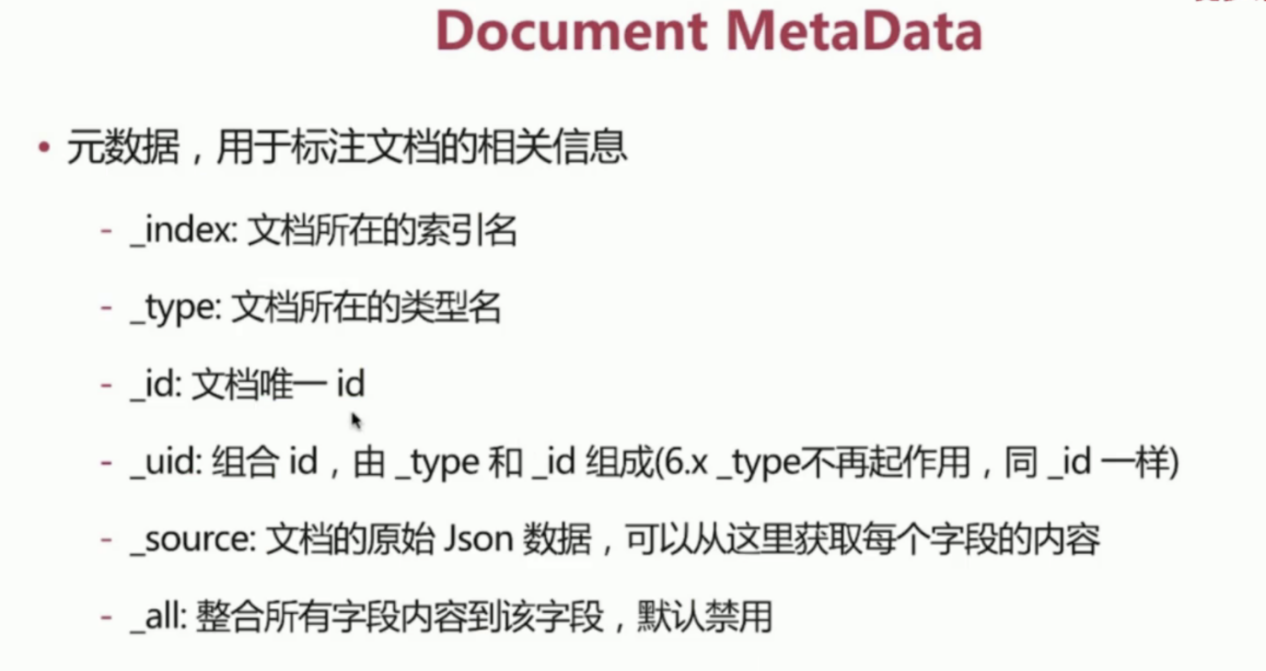 Document MetaData
• 元数据，用于标注文档的相关信息
- _index: 文档所在的索引名
- _type: 文档所在的类型名
- _id: 文档唯一 id
- _uid: 组合 id，由 _type 和 _id 组成(6.x _type不再起作用，同 _id 一样)
- _source: 文档的原始 Json 数据，可以从这里获取每个字段的内容
- _all: 整合所有字段内容到该字段，默认禁用